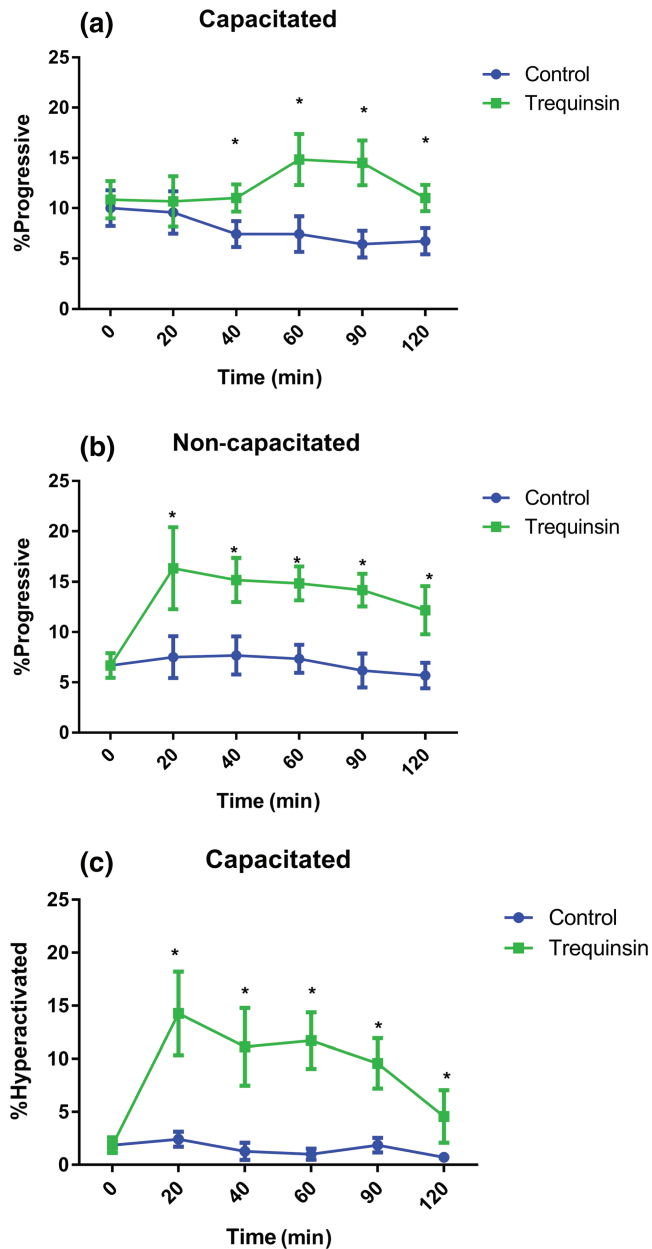 (a)
Capacitated
25
20
15
10
5
0
%Progressive
* * * *
0 20 40 60 90 120
Time (min)
Control
Trequinsin
(b)
Non-capacitated
25
20
15
10
5
0
%Progressive
* * * * *
0 20 40 60 90 120
Time (min)
Control
Trequinsin
(c)
Capacitated
25
20
15
10
5
0
%Hyperactivated
* * * * *
0 20 40 60 90 120
Time (min)
Control
Trequinsin